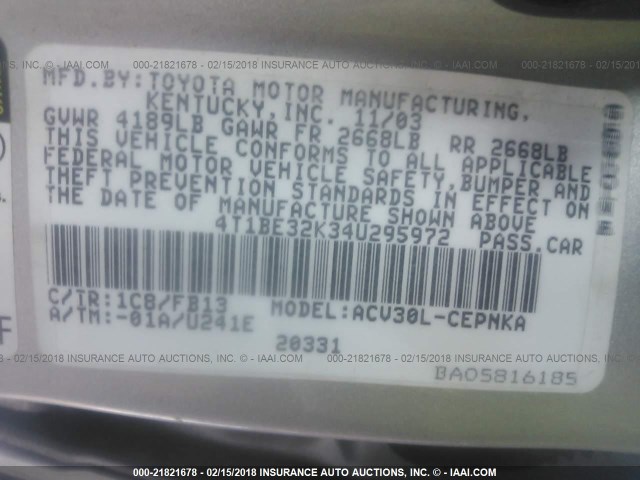 000-21821678 - 02/15/2018 INSURANCE AUTO AUCTIONS, INC. © - IAAI.COM
MFD.BY:TOYOTA MOTOR MANUFACTURING,
KENTUCKY,INC. 11/03
GVWR 4189LB GAWR FR 2668LB RR 2668LB
THIS VEHICLE CONFORMS TO ALL APPLICABLE
FEDERAL MOTOR VEHICLE SAFETY,BUMPER AND
THEFT PREVENTION STANDARDS IN EFFECT ON
THE DATE OF MANUFACTURE SHOWN ABOVE
4T1BE32K34U295972 PASS.CAR
000-21821678 - 02/15/2018 INSURANCE AUTO AUCTIONS, INC. © - IAAI.COM
C/TR:1C8/FB13 MODEL:ACV30L-CEPNKA
A/TM:-01A/U241E
20331
BA05816185
000-21821678 - 02/15/2018 INSURANCE AUTO AUCTIONS, INC. © - IAAI.COM